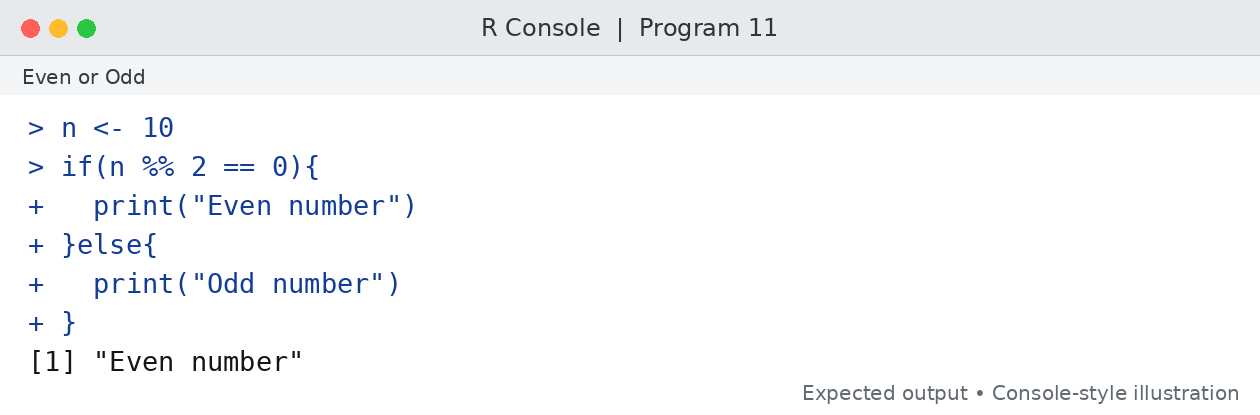 R Console | Program 11
Even or Odd
> n <- 10
> if(n %% 2 == 0){
+   print("Even number")
+ }else{
+   print("Odd number")
+ }
[1] "Even number"
Expected output • Console-style illustration